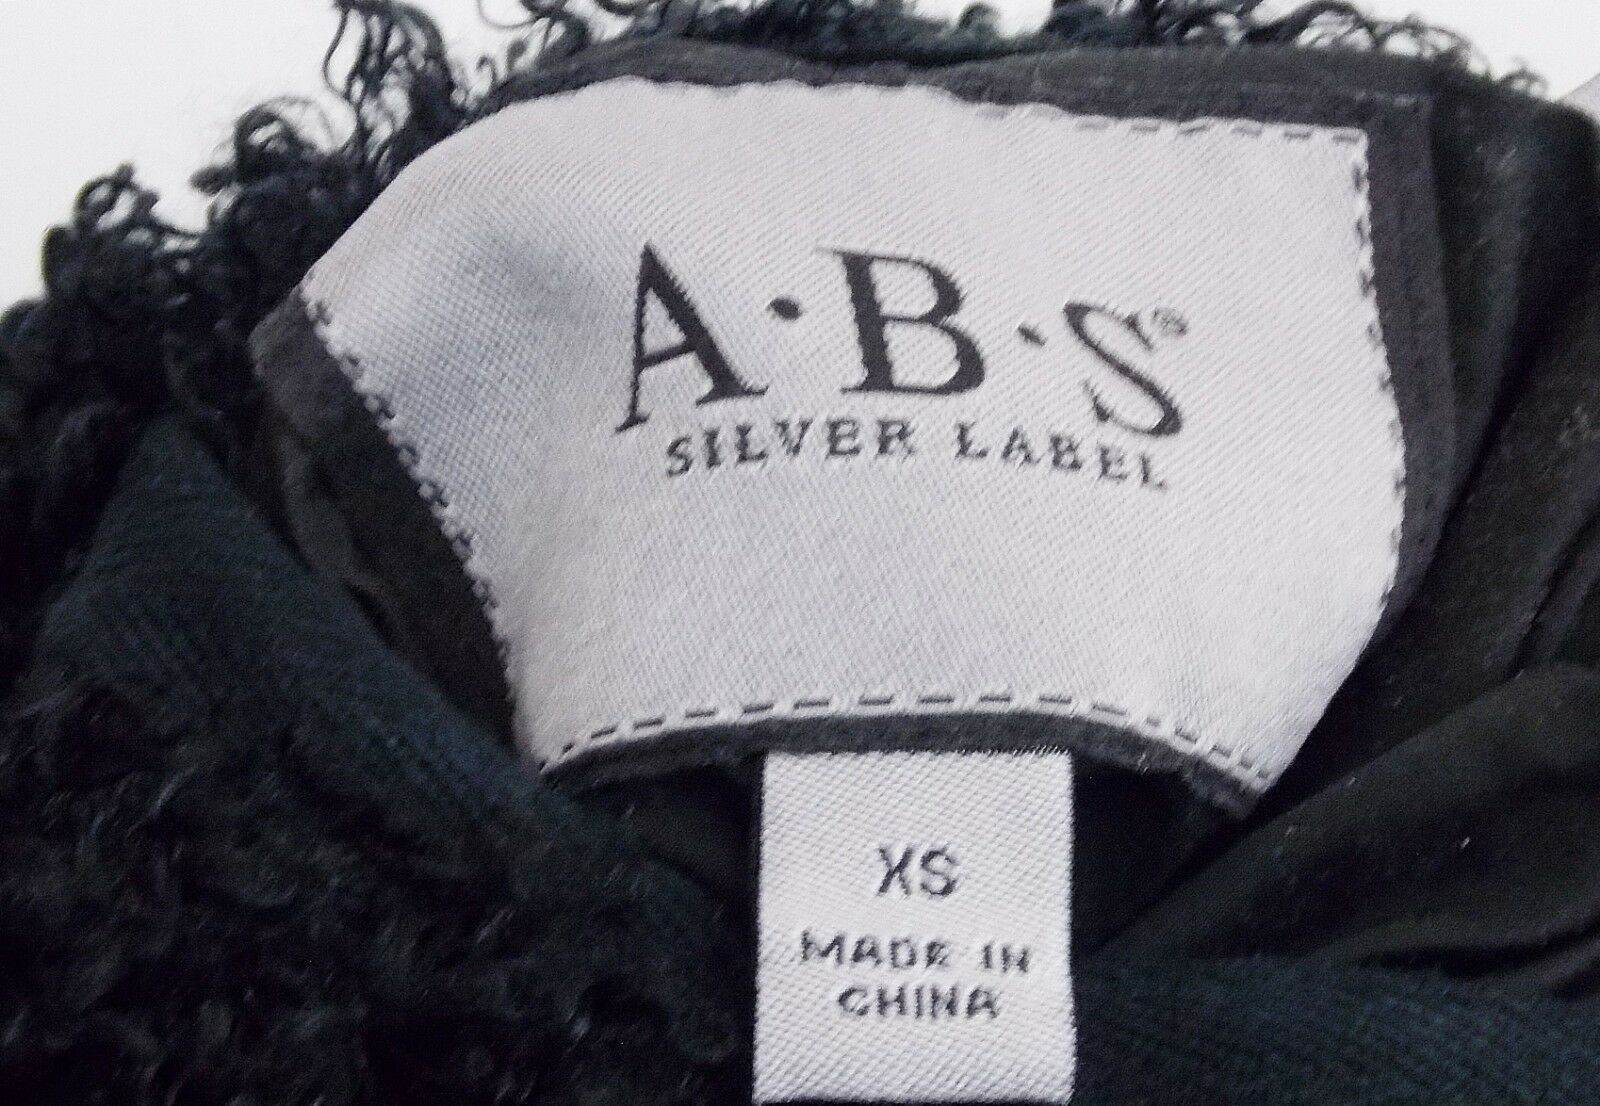 A·B·S®
SILVER LABEL
XS
MADE IN
CHINA